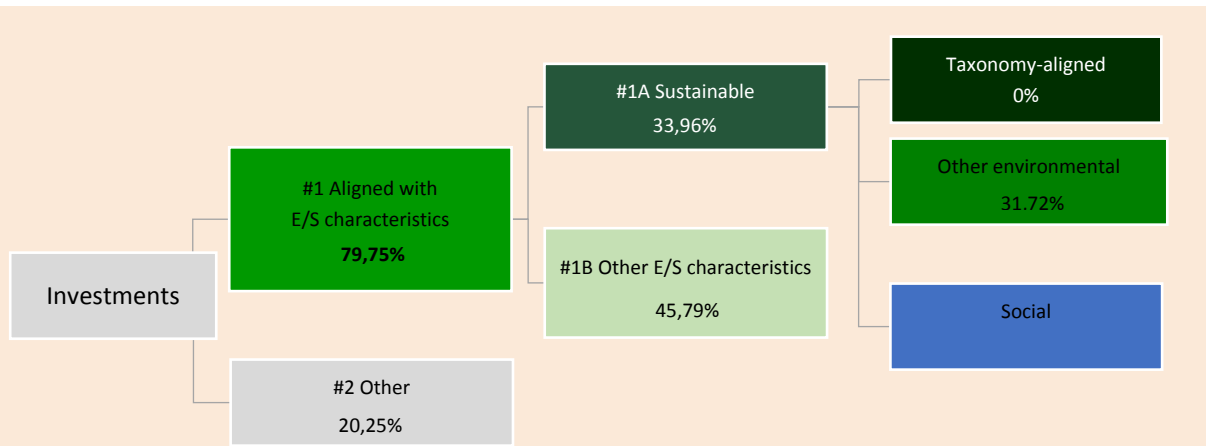 Investments
#1 Aligned with
E/S characteristics
79,75%
#2 Other
20,25%
#1A Sustainable
33,96%
#1B Other E/S characteristics
45,79%
Taxonomy-aligned
0%
Other environmental
31.72%
Social